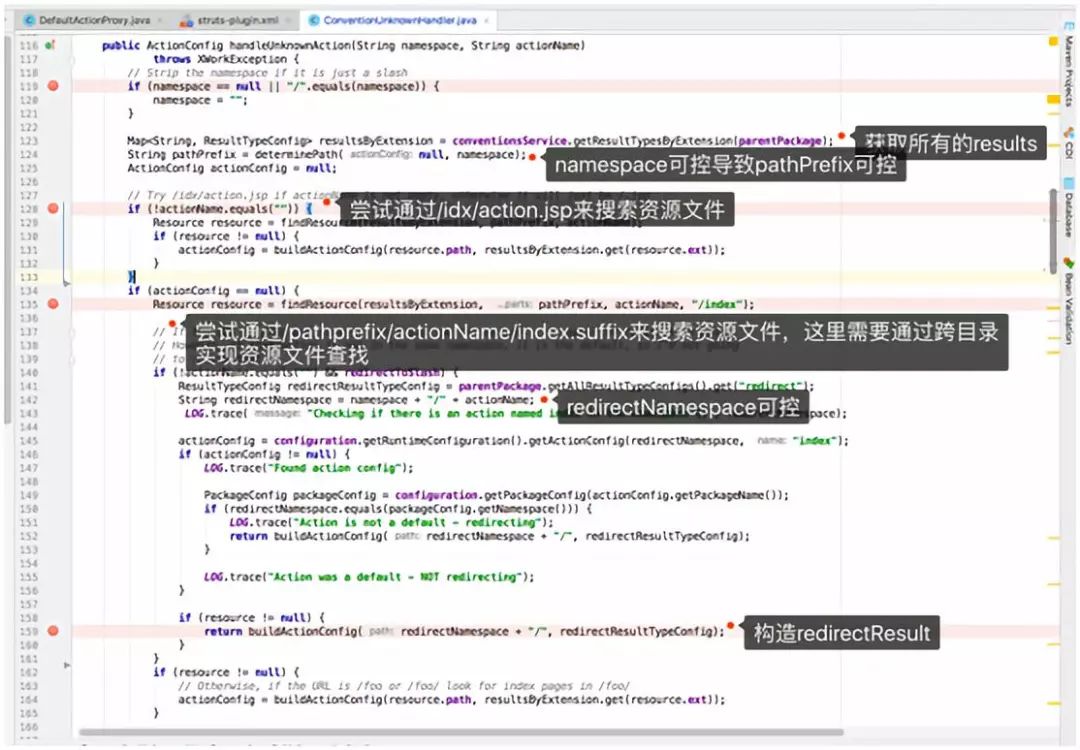 DefaultActionProxy.java struts-plugin.xml ConventionUnknownHandler.java
116 public ActionConfig handleUnknownAction(String namespace, String actionName)
117 throws XWorkException {
118 // Strip the namespace if it is just a slash
119 if (namespace == null || "/".equals(namespace)) {
120 namespace = "";
121 }
122
123 Map<String, ResultTypeConfig> resultsByExtension = conventionsService.getResultTypesByExtension(parentPackage);
获取所有的results
124 String pathPrefix = determinePath( actionConfig: null, namespace);
namespace可控导致pathPrefix可控
125 ActionConfig actionConfig = null;
126
127 // Try /idx/action.jsp if
128 if (!actionName.equals("")) {
尝试通过/idx/action.jsp来搜索资源文件
129 Resource resource =
130 if (resource != null) {
131 actionConfig = buildActionConfig(resource.path, resultsByExtension.get(resource.ext));
132 }
133 }
134 if (actionConfig == null) {
135 Resource resource = findResource(resultsByExtension, …parts: pathPrefix, actionName, "/index");
136
137 //
尝试通过/pathprefix/actionName/index.suffix来搜索资源文件，这里需要通过跨目录
138 //
实现资源文件查找
139 //
140 if (!actionName.equals("") && redirectToSlash) {
141 ResultTypeConfig redirectResultTypeConfig = parentPackage.getAllResultTypeConfigs().get("redirect");
142 String redirectNamespace = namespace + "/" + actionName;
redirectNamespace可控
143 LOG.trace( message: "Checking if there is an action named
144
145 actionConfig = configuration.getRuntimeConfiguration().getActionConfig(redirectNamespace, name: "index");
146 if (actionConfig != null) {
147 LOG.trace("Found action config");
148
149 PackageConfig packageConfig = configuration.getPackageConfig(actionConfig.getPackageName());
150 if (redirectNamespace.equals(packageConfig.getNamespace())) {
151 LOG.trace("Action is not a default - redirecting");
152 return buildActionConfig( path: redirectNamespace + "/", redirectResultTypeConfig);
153 }
154
155 LOG.trace("Action was a default - NOT redirecting");
156 }
157
158 if (resource != null) {
159 return buildActionConfig( path: redirectNamespace + "/", redirectResultTypeConfig);
构造redirectResult
160 }
161 }
162 if (resource != null) {
163 // Otherwise, if the URL is /foo or /foo/ look for index pages in /foo/
164 actionConfig = buildActionConfig(resource.path, resultsByExtension.get(resource.ext));
165 }
166
Maven Projects
CDI
Database
Bean Validation